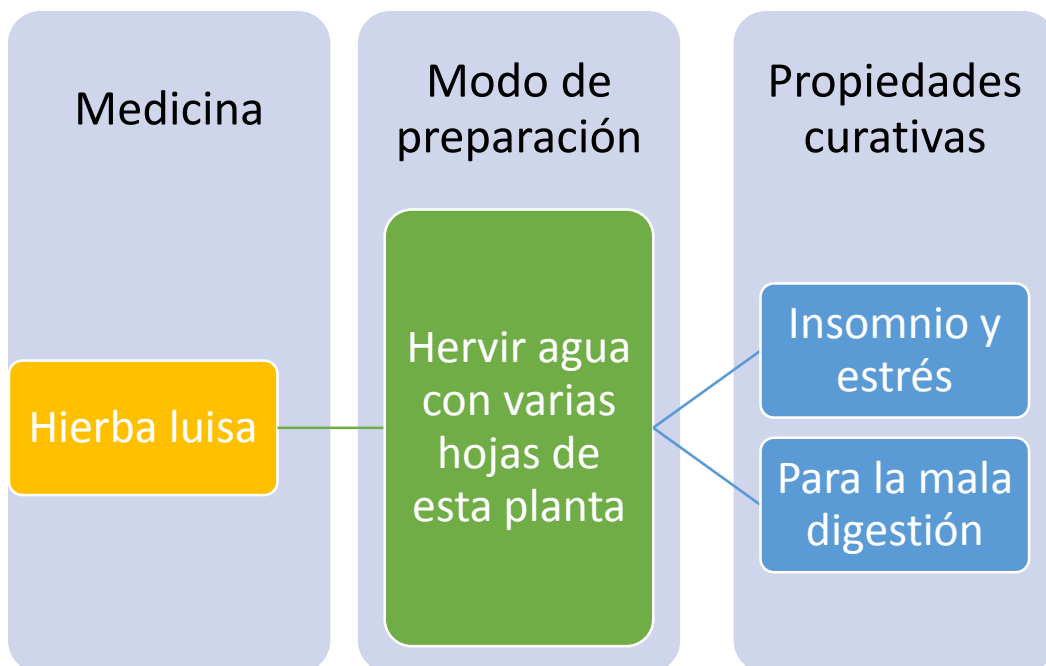 Medicina
Modo de
preparación
Propiedades
curativas
Hierba luisa
Hervir agua
con varias
hojas de
esta planta
Insomnio y
estrés
Para la mala
digestión